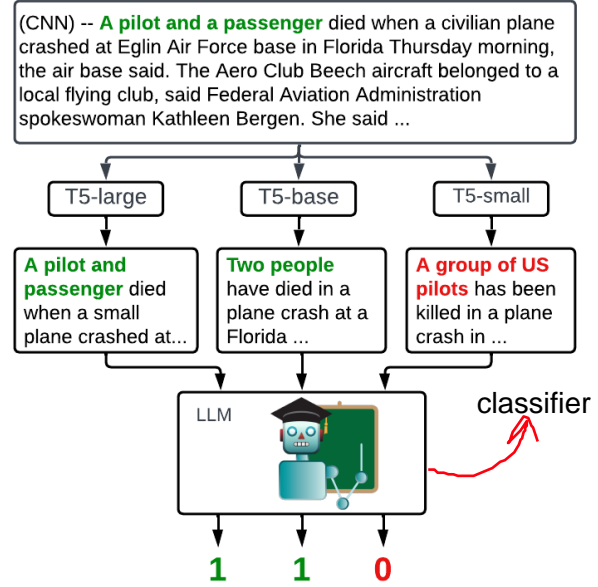 (CNN) -- A pilot and a passenger died when a civilian plane
crashed at Eglin Air Force base in Florida Thursday morning,
the air base said. The Aero Club Beech aircraft belonged to a
local flying club, said Federal Aviation Administration
spokeswoman Kathleen Bergen. She said ...
T5-large
T5-base
T5-small
A pilot and
passenger died
when a small
plane crashed at...
Two people
have died in a
plane crash at a
Florida ...
A group of US
pilots has been
killed in a plane
crash in ...
LLM
classifier
1
1
0